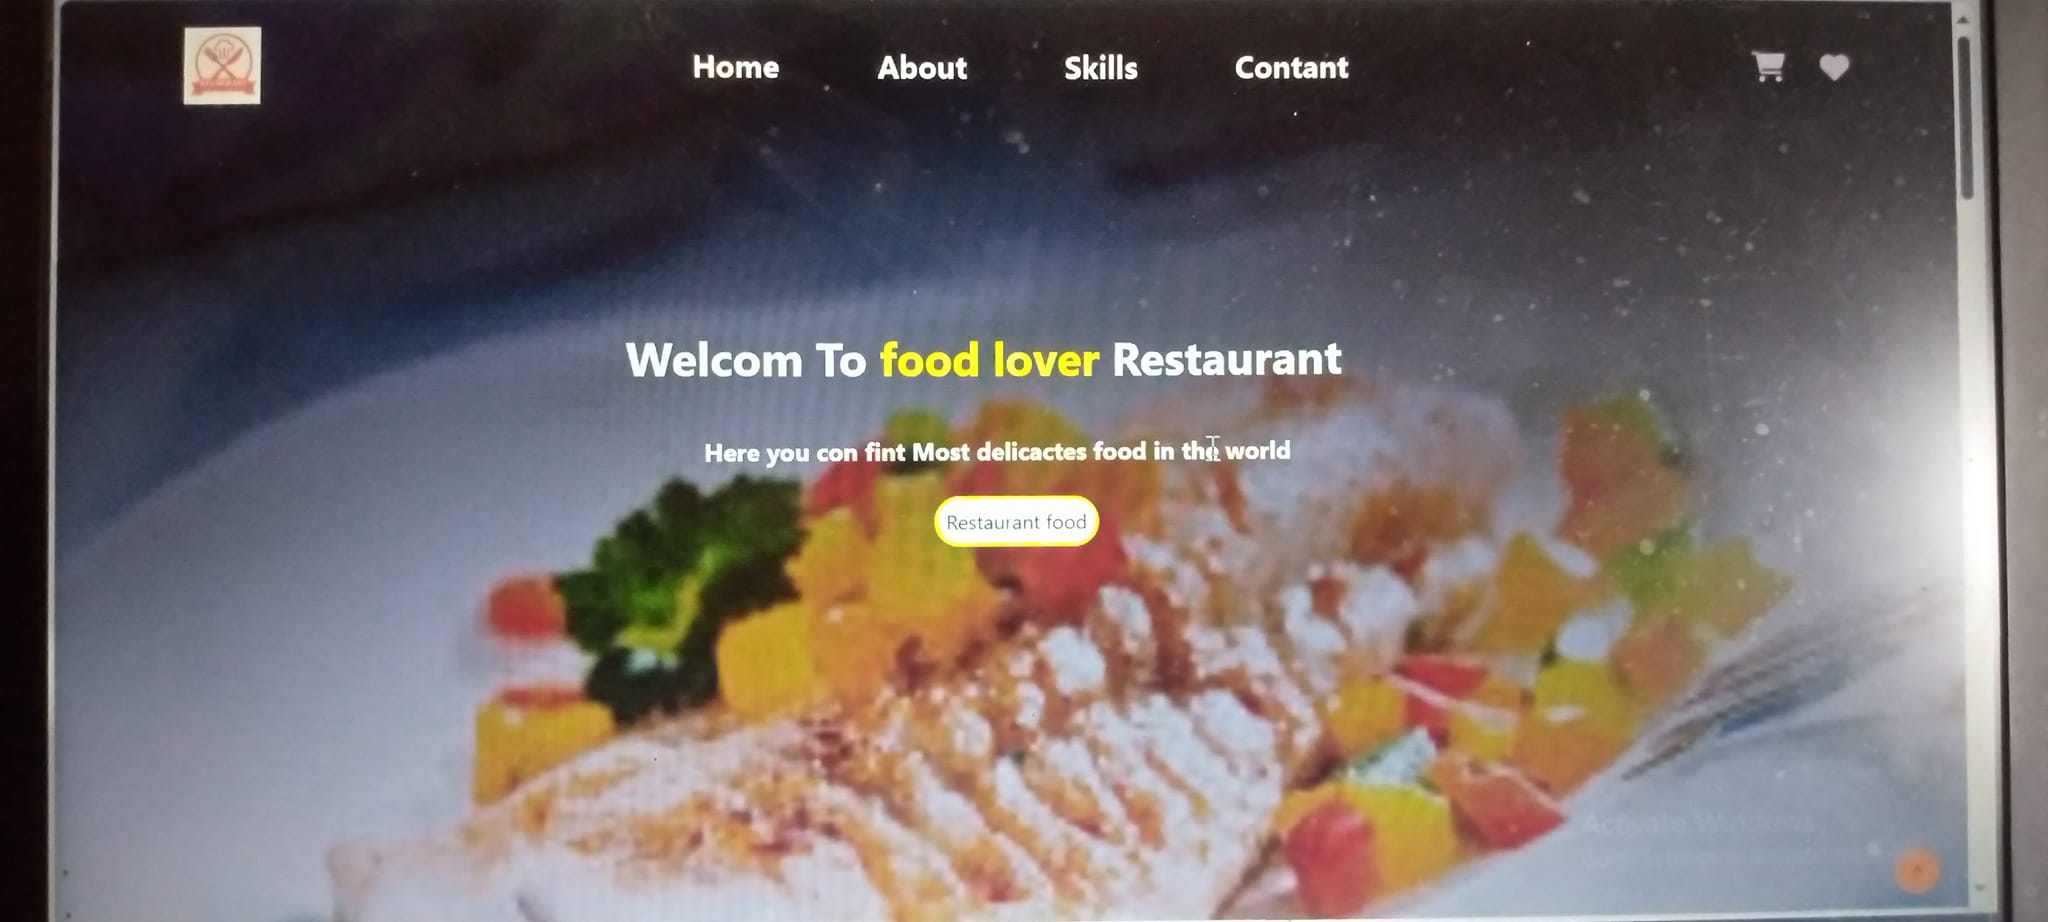 Home About Skills Contant
Welcom To food lover Restaurant
Here you con fint Most delicactes food in the world
Restaurant food
Activate Windows